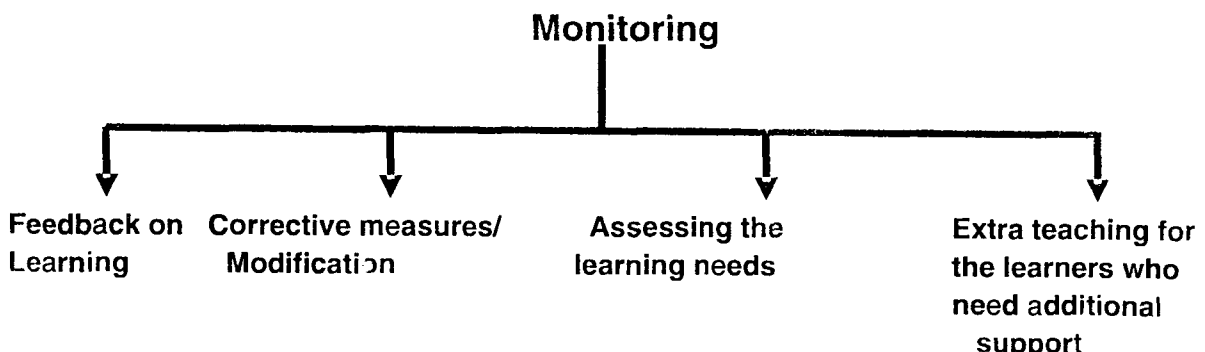 Monitoring
Feedback on
Learning
Corrective measures/
Modification
Assessing the
learning needs
Extra teaching for
the learners who
need additional
support